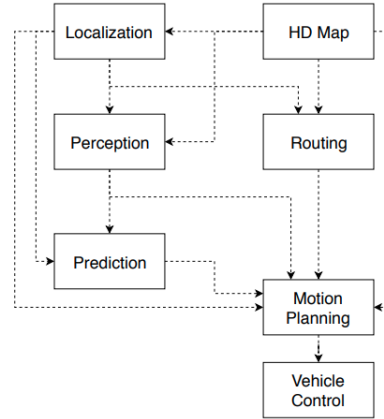 Localization
HD Map
Perception
Routing
Prediction
Motion
Planning
Vehicle
Control